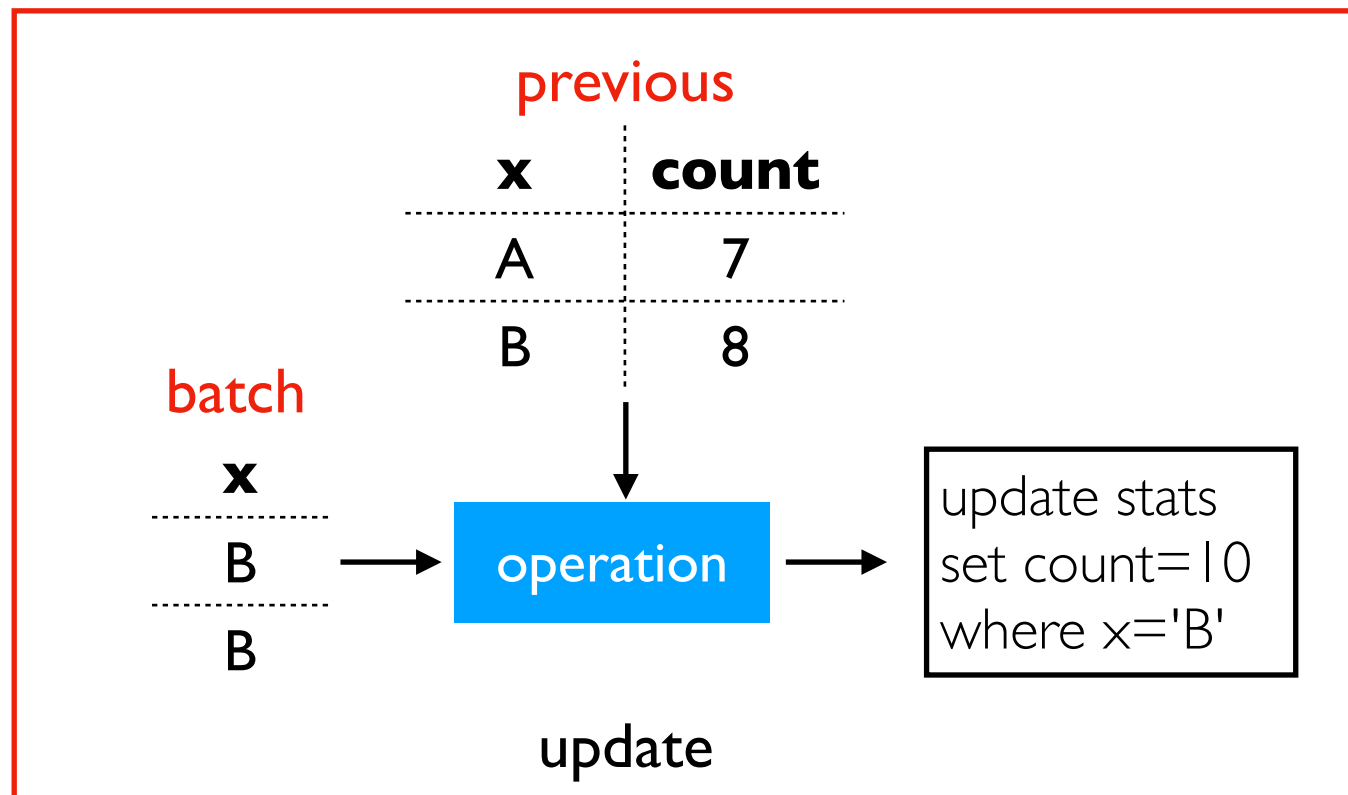 previous
x count
A 7
B 8
batch
x
B
B
operation
update stats
set count=10
where x='B'
update